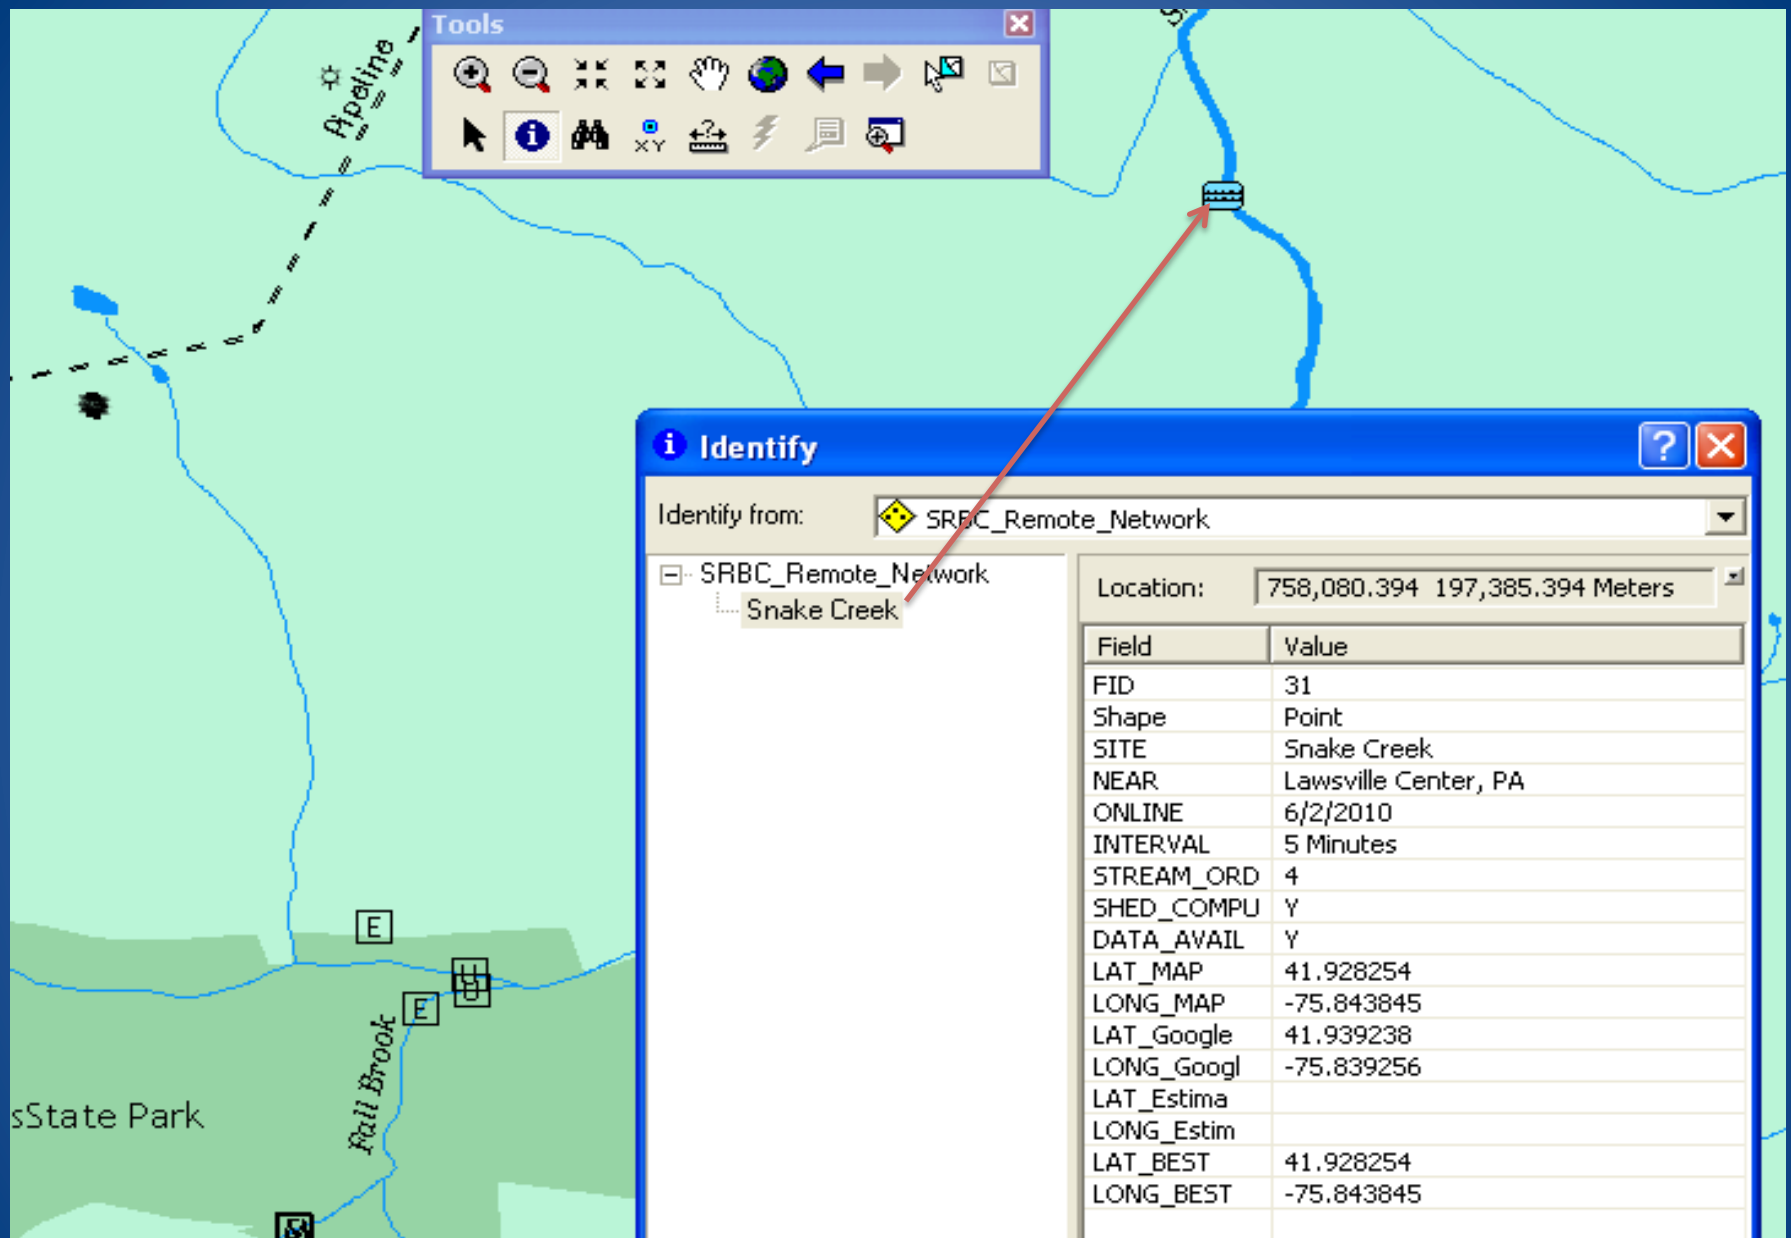 Tools
Pipeline
XY
Identify
Identify from: SRBC_Remote_Network
SRBC_Remote_Network
Snake Creek
Location: 758,080.394 197,385.394 Meters
Field Value
FID 31
Shape Point
SITE Snake Creek
NEAR Lawsville Center, PA
ONLINE 6/2/2010
INTERVAL 5 Minutes
STREAM_ORD 4
SHED_COMPU Y
DATA_AVAIL Y
LAT_MAP 41.928254
LONG_MAP -75.843845
LAT_Google 41.939238
LONG_Googl -75.839256
LAT_Estima
LONG_Estim
LAT_BEST 41.928254
LONG_BEST -75.843845
E
E
Fall Brook
sState Park